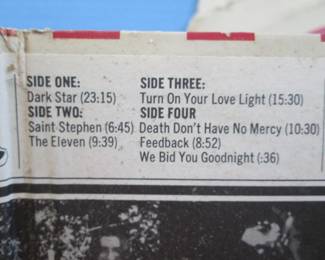 SIDE ONE:
Dark Star (23:15)
SIDE TWO:
Saint Stephen (6:45)
The Eleven (9:39)
SIDE THREE:
Turn On Your Love Light (15:30)
SIDE FOUR
Death Don't Have No Mercy (10:30)
Feedback (8:52)
We Bid You Goodnight (:36)